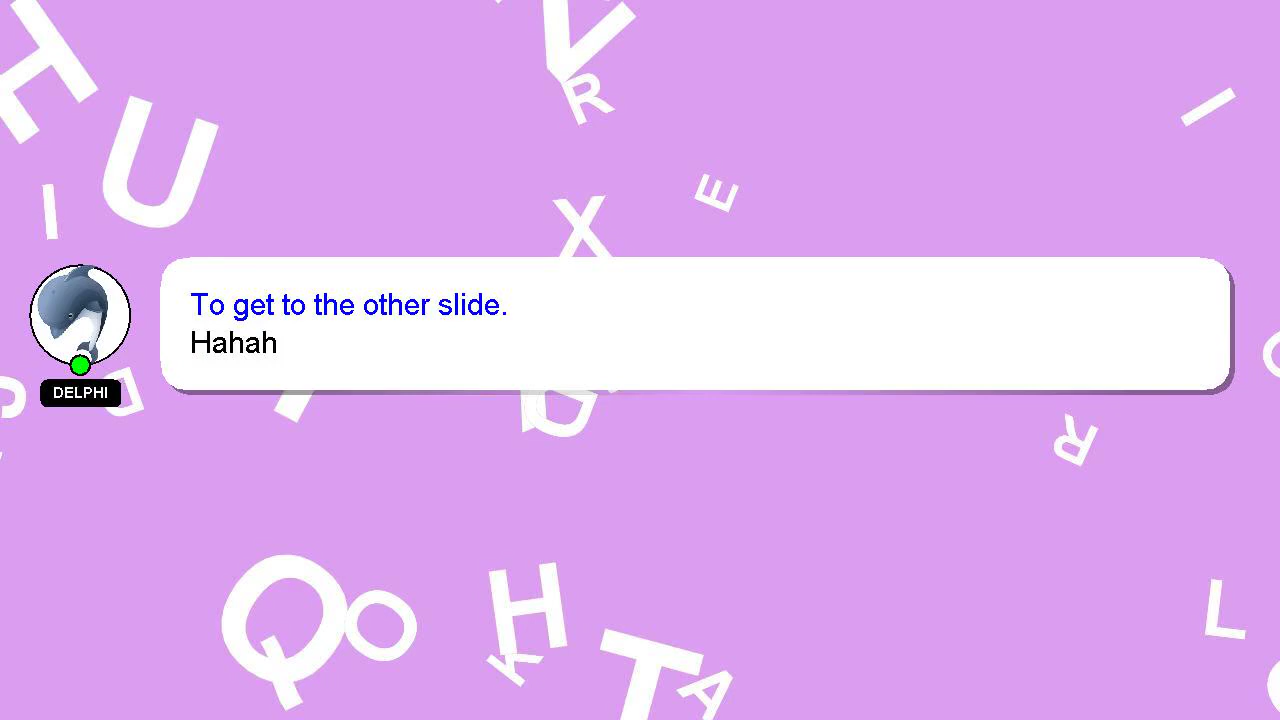 H
V
R
I
U
E
I
X
To get to the other slide.
Hahah
DELPHI
D
R
Q
O
H
K
T
A
L